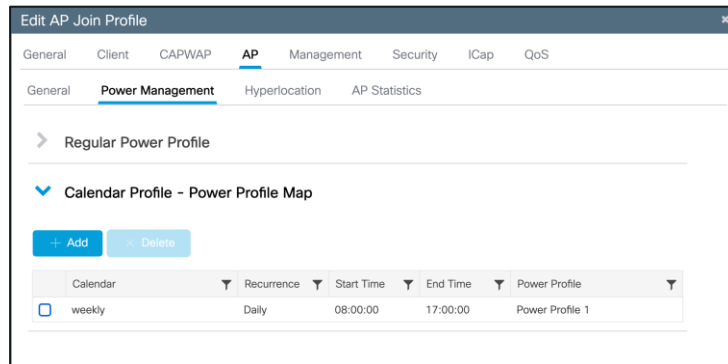 Edit AP Join Profile
General Client CAPWAP AP Management Security ICap QoS
General Power Management Hyperlocation AP Statistics
Regular Power Profile
Calendar Profile - Power Profile Map
+ Add × Delete
Calendar Recurrence Start Time End Time Power Profile
weekly Daily 08:00:00 17:00:00 Power Profile 1